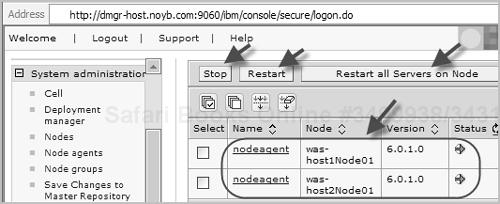 Address http://dmgr-host.noyb.com:9060/ibm/console/secure/logon.do
Welcome | Logout | Support | Help
System administration
Cell
Deployment manager
Nodes
Node agents
Node groups
Save Changes to Master Repository
Stop Restart Restart all Servers on Node
Select Name Node Version Status
nodeagent was-host1Node01 6.0.1.0
nodeagent was-host2Node01 6.0.1.0
Safari Books Online